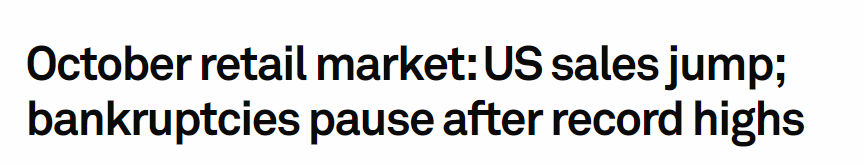 October retail market: US sales jump;
bankruptcies pause after record highs